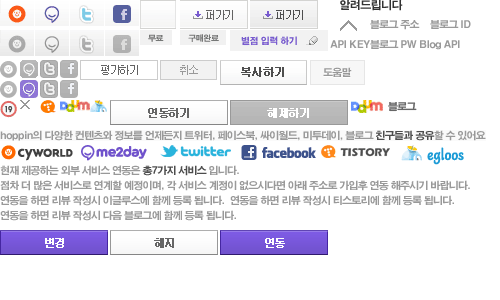 알려드립니다
퍼가기
퍼가기
블로그 주소 블로그 ID
무료
구매완료
별점 입력 하기
API KEY블로그 PW Blog API
평가하기
취소
복사하기
도움말
19
Daum
연동하기
해제하기
Daum 블로그
hoppin의 다양한 컨텐츠와 정보를 언제든지 트위터, 페이스북, 싸이월드, 미투데이, 블로그 친구들과 공유할 수 있어요
CYWORLD me2day twitter facebook TISTORY egloos
현재 제공하는 외부 서비스 연동은 총7가지 서비스 입니다.
점차 더 많은 서비스로 연계할 예정이며, 각 서비스 계정이 없으시다면 아래 주소로 가입후 연동 해주시기 바랍니다.
연동을 하면 리뷰 작성시 이글루스에 함께 등록 됩니다. 연동을 하면 리뷰 작성시 티스토리에 함께 등록 됩니다.
연동을 하면 리뷰 작성시 다음 블로그에 함께 등록 됩니다.
변경
해지
연동